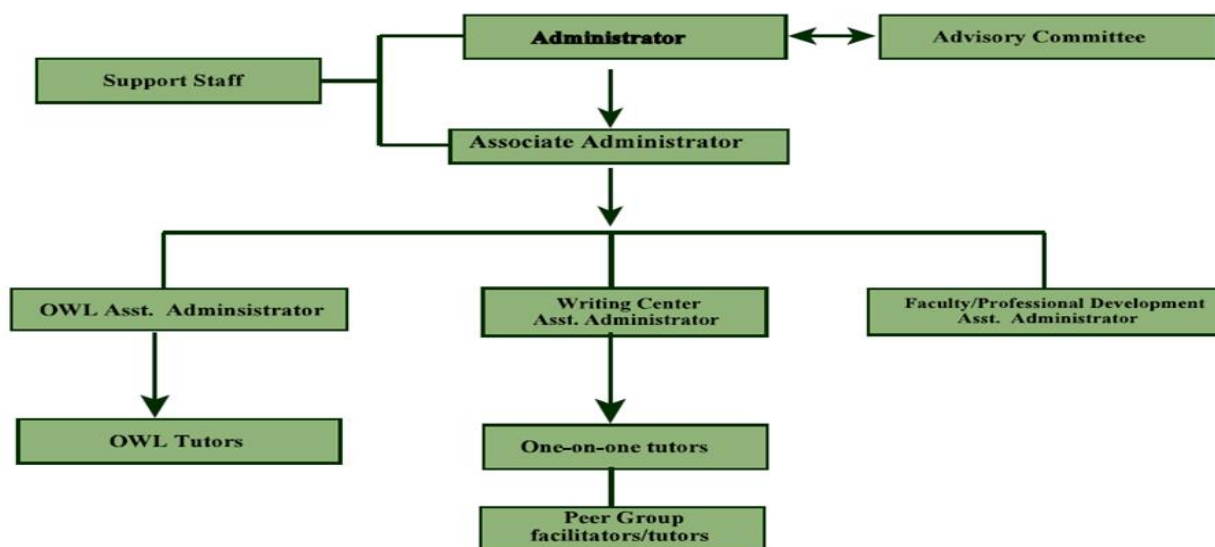 Administrator
Advisory Committee
Support Staff
Associate Administrator
OWL Asst. Adminsistrator
Writing Center
Asst. Administrator
Faculty/Professional Development
Asst. Administrator
OWL Tutors
One-on-one tutors
Peer Group
facilitators/tutors